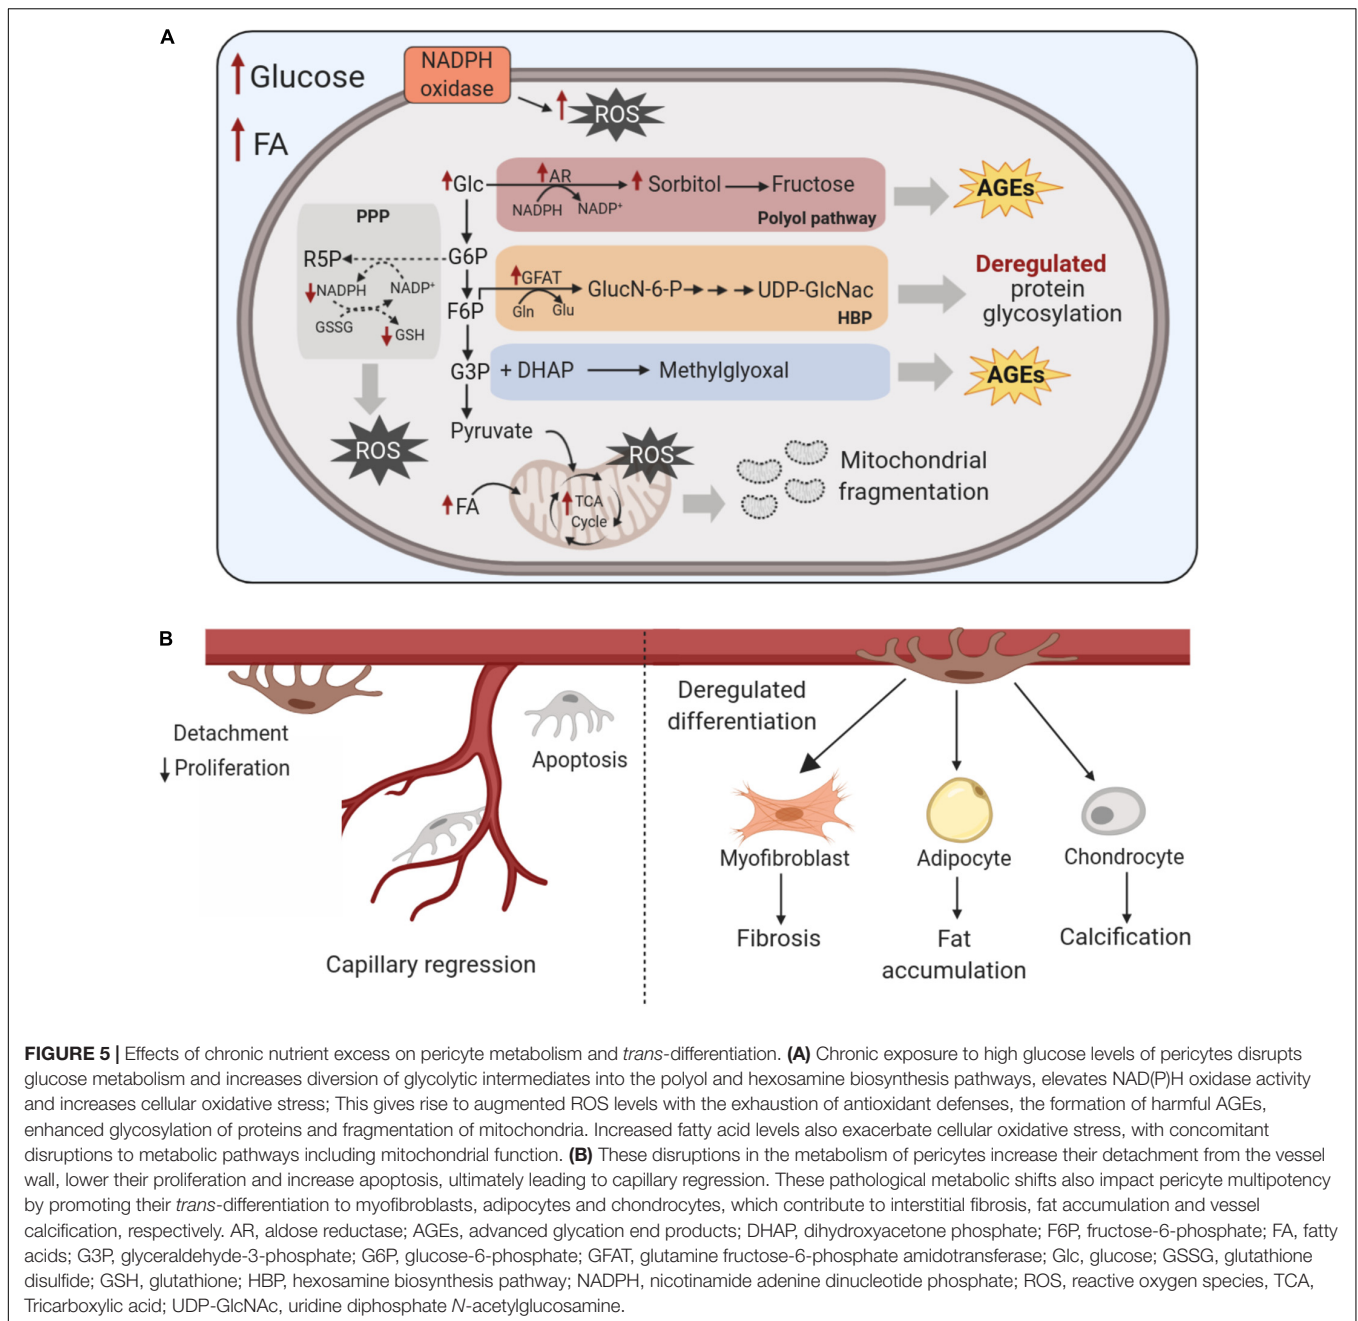 A
Glucose
FA
NADPH
oxidase
ROS
Glc
AR
NADPH
NADP+
Sorbitol
Fructose
Polyol pathway
AGEs
PPP
R5P
NADPH
NADP+
GSSG
GSH
ROS
G6P
F6P
GFAT
Gln
Glu
GlucN-6-P
UDP-GlcNac
HBP
Deregulated
protein
glycosylation
G3P
+ DHAP
Methylglyoxal
AGEs
Pyruvate
FA
TCA
Cycle
ROS
Mitochondrial
fragmentation
B
Detachment
Proliferation
Apoptosis
Capillary regression
Deregulated
differentiation
Myofibroblast
Adipocyte
Chondrocyte
Fibrosis
Fat
accumulation
Calcification
FIGURE 5 | Effects of chronic nutrient excess on pericyte metabolism and trans-differentiation. (A) Chronic exposure to high glucose levels of pericytes disrupts
glucose metabolism and increases diversion of glycolytic intermediates into the polyol and hexosamine biosynthesis pathways, elevates NAD(P)H oxidase activity
and increases cellular oxidative stress; This gives rise to augmented ROS levels with the exhaustion of antioxidant defenses, the formation of harmful AGEs,
enhanced glycosylation of proteins and fragmentation of mitochondria. Increased fatty acid levels also exacerbate cellular oxidative stress, with concomitant
disruptions to metabolic pathways including mitochondrial function. (B) These disruptions in the metabolism of pericytes increase their detachment from the vessel
wall, lower their proliferation and increase apoptosis, ultimately leading to capillary regression. These pathological metabolic shifts also impact pericyte multipotency
by promoting their trans-differentiation to myofibroblasts, adipocytes and chondrocytes, which contribute to interstitial fibrosis, fat accumulation and vessel
calcification, respectively. AR, aldose reductase; AGEs, advanced glycation end products; DHAP, dihydroxyacetone phosphate; F6P, fructose-6-phosphate; FA, fatty
acids; G3P, glyceraldehyde-3-phosphate; G6P, glucose-6-phosphate; GFAT, glutamine fructose-6-phosphate amidotransferase; Glc, glucose; GSSG, glutathione
disulfide; GSH, glutathione; HBP, hexosamine biosynthesis pathway; NADPH, nicotinamide adenine dinucleotide phosphate; ROS, reactive oxygen species, TCA,
Tricarboxylic acid; UDP-GlcNAc, uridine diphosphate N-acetylglucosamine.